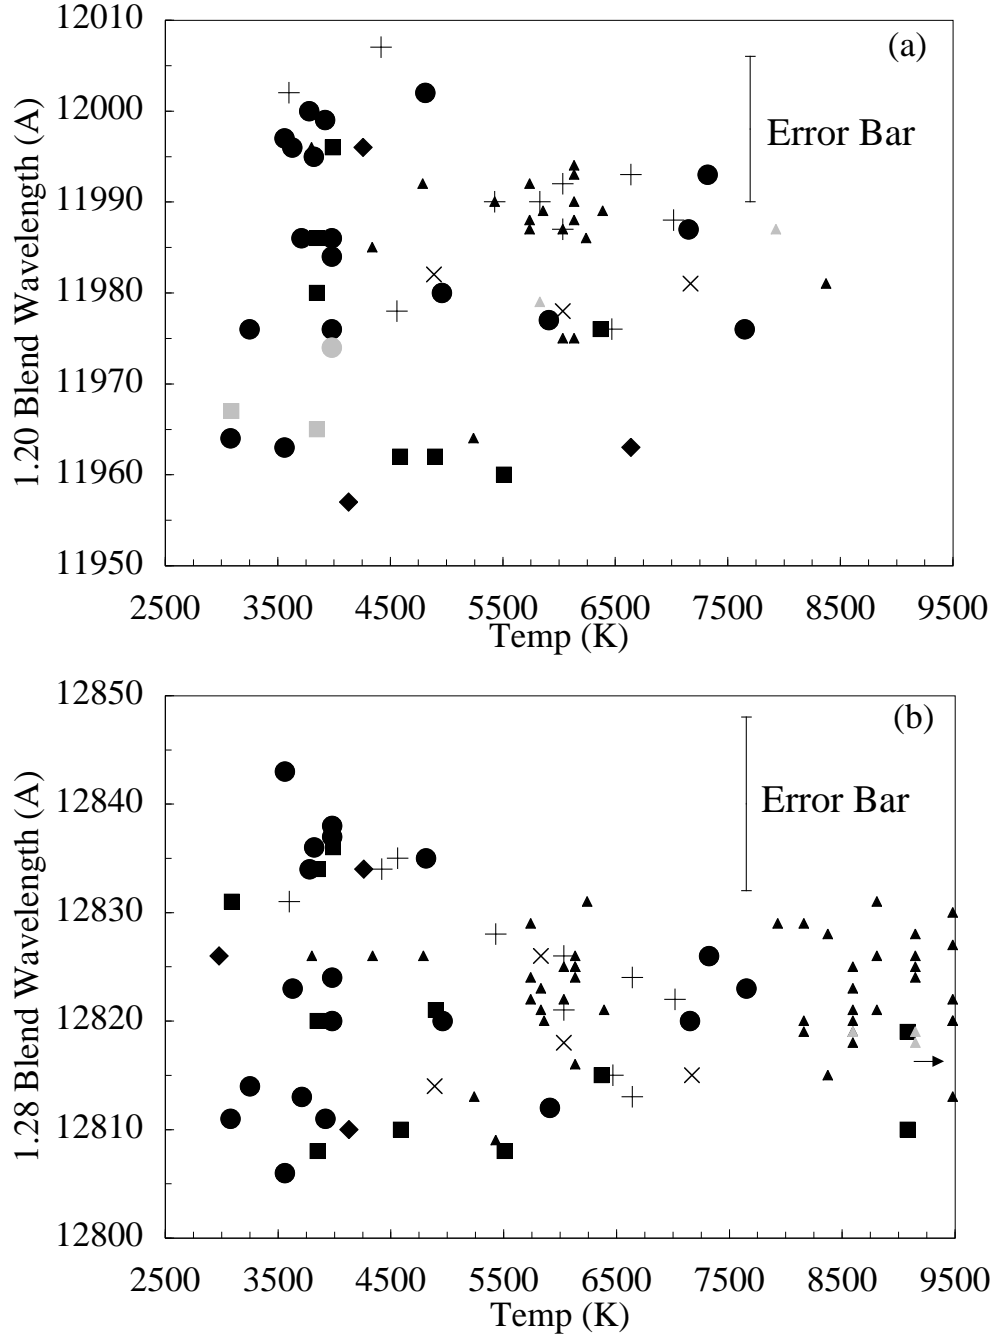 12010
(a)
12000
Error Bar
11990
11980
11970
11960
11950
1.20 Blend Wavelength (A)
2500 3500 4500 5500 6500 7500 8500 9500
Temp (K)
12850
(b)
12840
Error Bar
12830
12820
12810
12800
1.28 Blend Wavelength (A)
2500 3500 4500 5500 6500 7500 8500 9500
Temp (K)